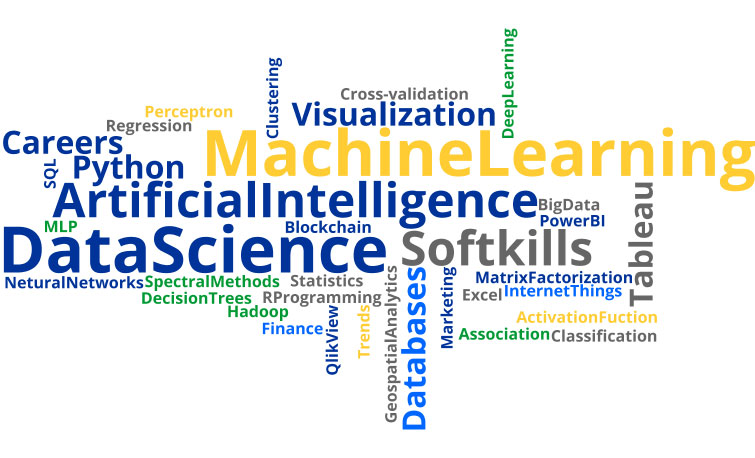 DeepLearning
Clustering
Cross-validation
Perceptron
Visualization
Regression
Careers
MachineLearning
SQL
Python
ArtificialIntelligence
BigData
Tableau
PowerBI
MLP
Blockchain
DataScience
Softkills
NeturalNetworks
SpectralMethods
Statistics
MatrixFactorization
DecisionTrees
RProgramming
GeospatialAnalytics
Databases
Marketing
Excel
InternetThings
Hadoop
QlikView
Trends
ActivationFuction
Finance
Association
Classification